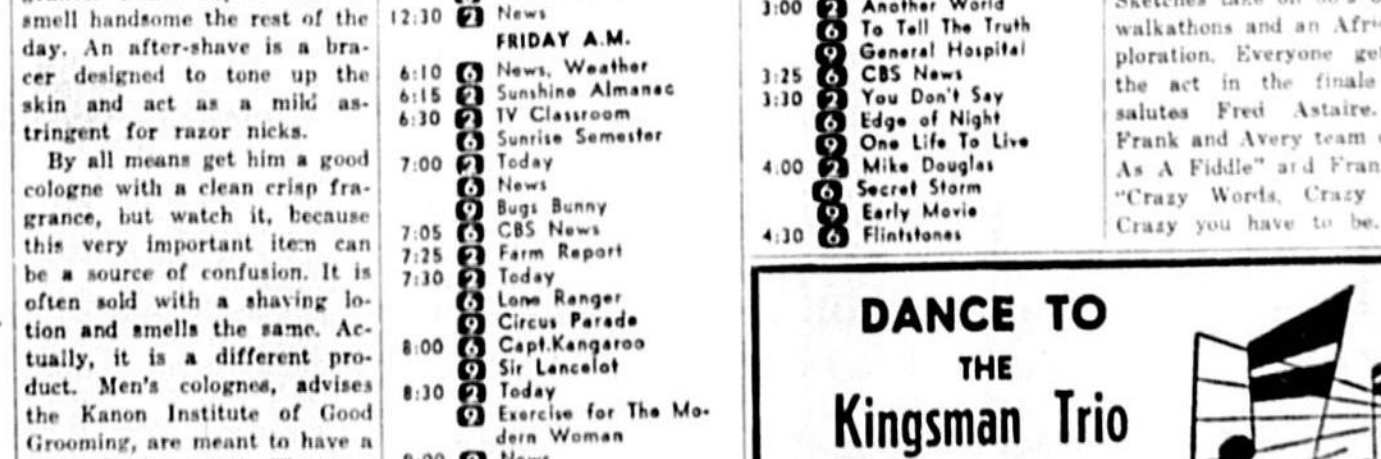 smell handsome the rest of the
day. An after-shave is a bra-
cer designed to tone up the
skin and act as a mild as-
tringent for razor nicks.
By all means get him a good
cologne with a clean crisp fra-
grance, but watch it, because
this very important item can
be a source of confusion. It is
often sold with a shaving lo-
tion and smells the same. Ac-
tually, it is a different pro-
duct. Men's colognes, advises
the Kanon Institute of Good
Grooming, are meant to have a
12:30 2 News
FRIDAY A.M.
6:10 6 News, Weather
6:15 2 Sunshine Almanac
6:30 2 TV Classroom
6 Sunrise Semester
7:00 2 Today
6 News
9 Bugs Bunny
7:05 6 CBS News
7:25 2 Farm Report
7:30 2 Today
6 Lone Ranger
9 Circus Parade
8:00 6 Capt.Kangaroo
9 Sir Lancelot
8:30 2 Today
9 Exercise for The Mo-
dern Woman
News
3:00 2 Another World
6 To Tell The Truth
9 General Hospital
3:25 6 CBS News
3:30 2 You Don't Say
6 Edge of Night
9 One Life To Live
4:00 2 Mike Douglas
6 Secret Storm
9 Early Movie
4:30 6 Flintstones
walkathons and an Afri
ploration. Everyone ge
the act in the finale
salutes Fred Astaire.
Frank and Avery team
As A Fiddle" and Fran
"Crazy Words, Crazy
Crazy you have to be.
DANCE TO
THE
Kingsman Trio